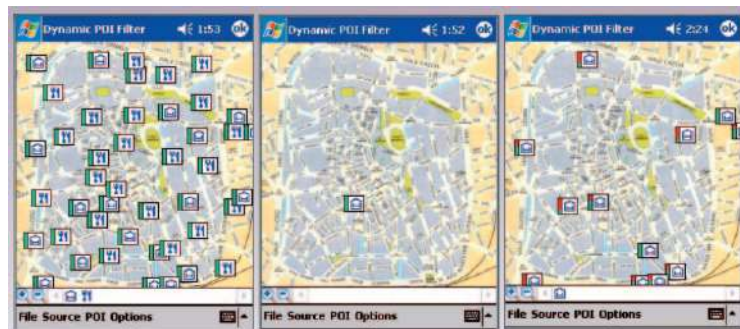 Dynamic POI Filter 1:53 ok
File Source POI Options
Dynamic POI Filter 1:52 ok
File Source POI Options
Dynamic POI Filter 2:24 ok
File Source POI Options